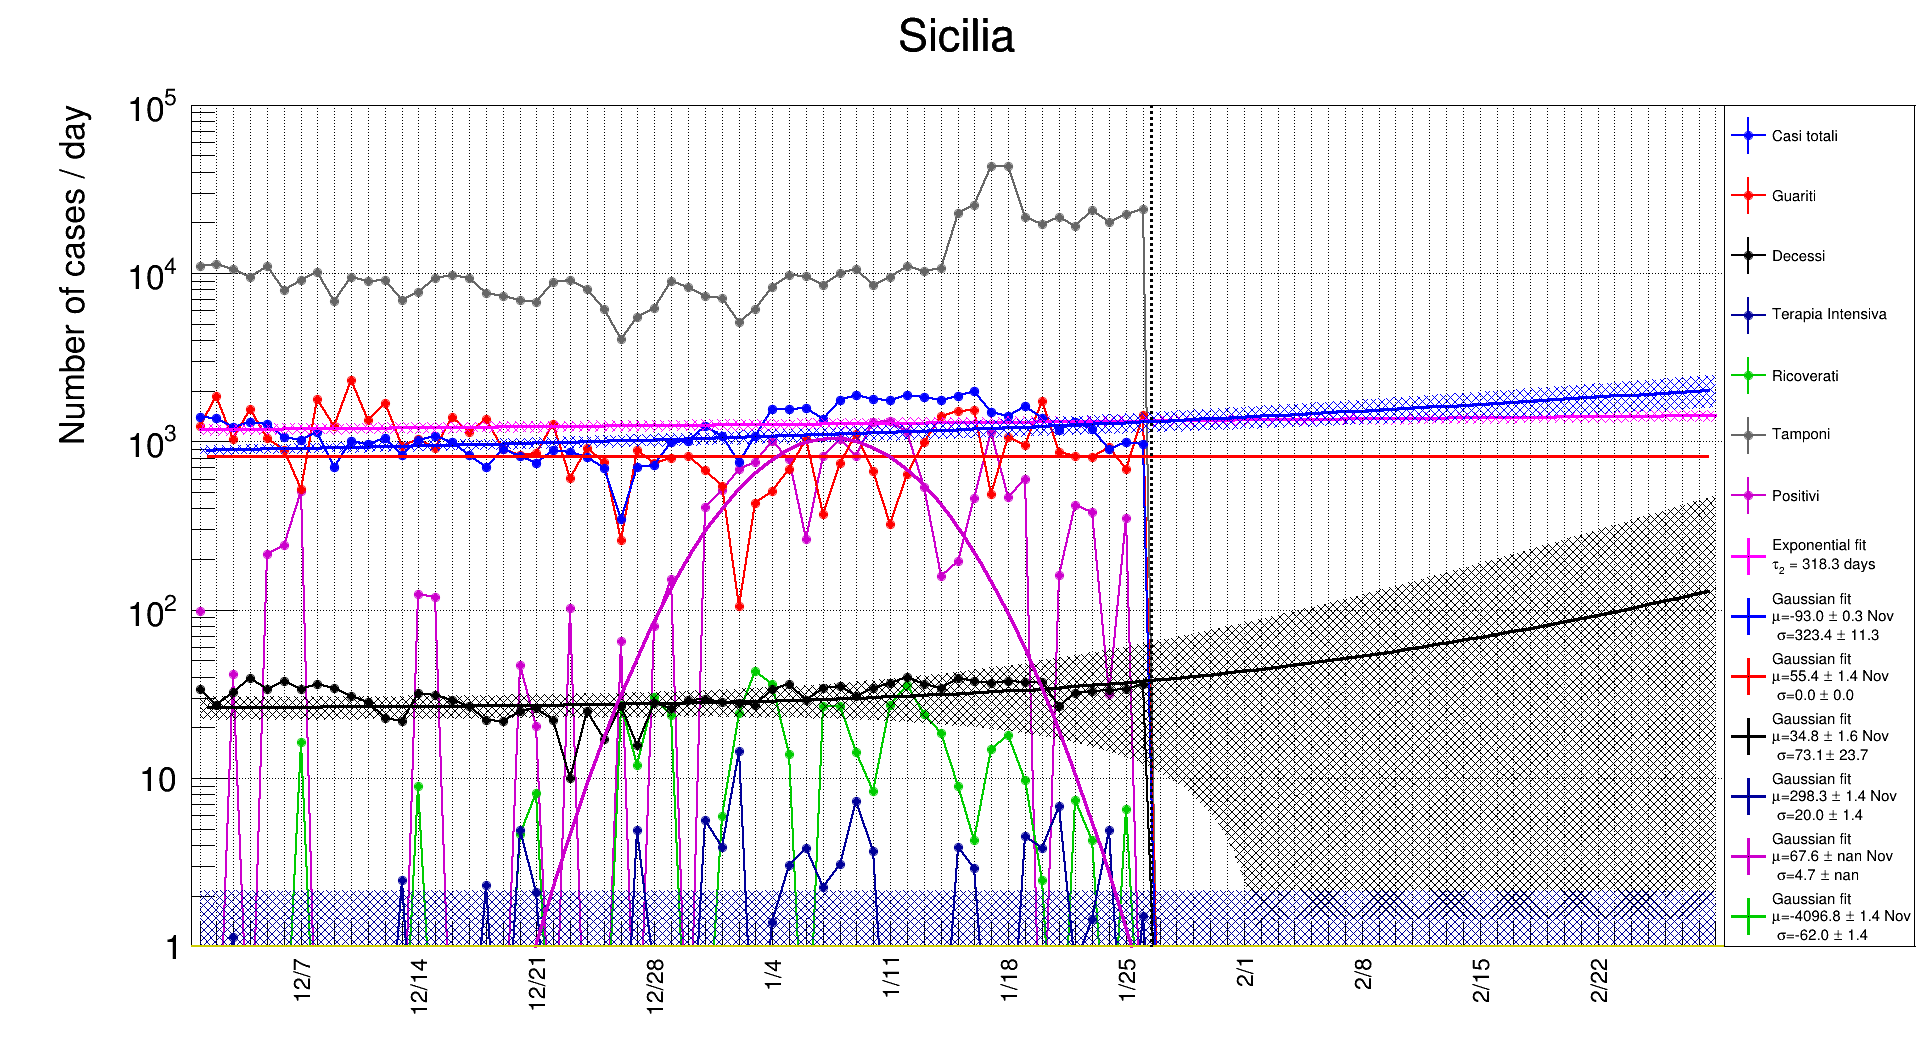 Sicilia
Number of cases / day
10^5
10^4
10^3
10^2
10
1
12/7
12/14
12/21
12/28
1/4
1/11
1/18
1/25
2/1
2/8
2/15
2/22
Casi totali
Guariti
Decessi
Terapia Intensiva
Ricoverati
Tamponi
Positivi
Exponential fit
τ₂ = 318.3 days
Gaussian fit
μ=-93.0 ± 0.3 Nov
σ=323.4 ± 11.3
Gaussian fit
μ=55.4 ± 1.4 Nov
σ=0.0 ± 0.0
Gaussian fit
μ=34.8 ± 1.6 Nov
σ=73.1 ± 23.7
Gaussian fit
μ=298.3 ± 1.4 Nov
σ=20.0 ± 1.4
Gaussian fit
μ=67.6 ± nan Nov
σ=4.7 ± nan
Gaussian fit
μ=-4096.8 ± 1.4 Nov
σ=-62.0 ± 1.4